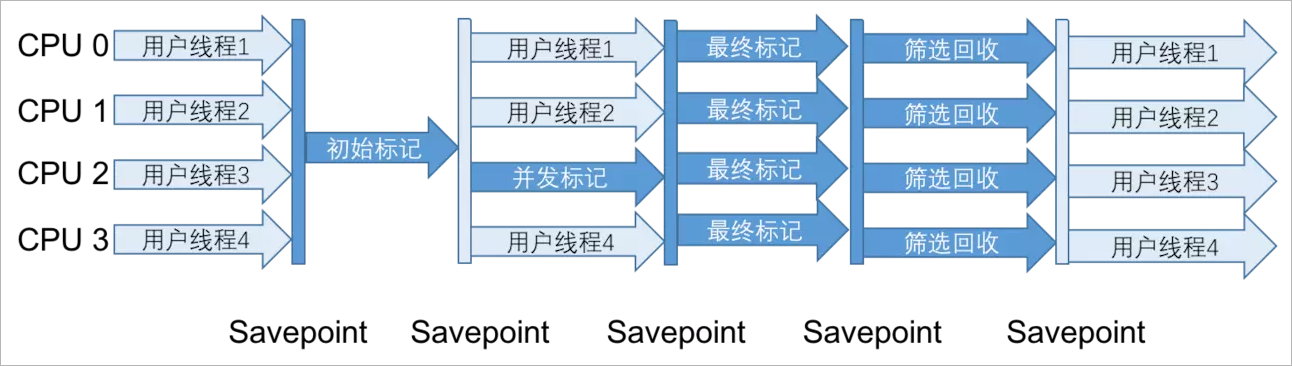 CPU 0 用户线程1 用户线程1 最终标记 筛选回收 用户线程1
CPU 1 用户线程2 用户线程2 最终标记 筛选回收 用户线程2
初始标记
CPU 2 用户线程3 并发标记 最终标记 筛选回收 用户线程3
CPU 3 用户线程4 用户线程4 最终标记 筛选回收 用户线程4
Savepoint Savepoint Savepoint Savepoint Savepoint